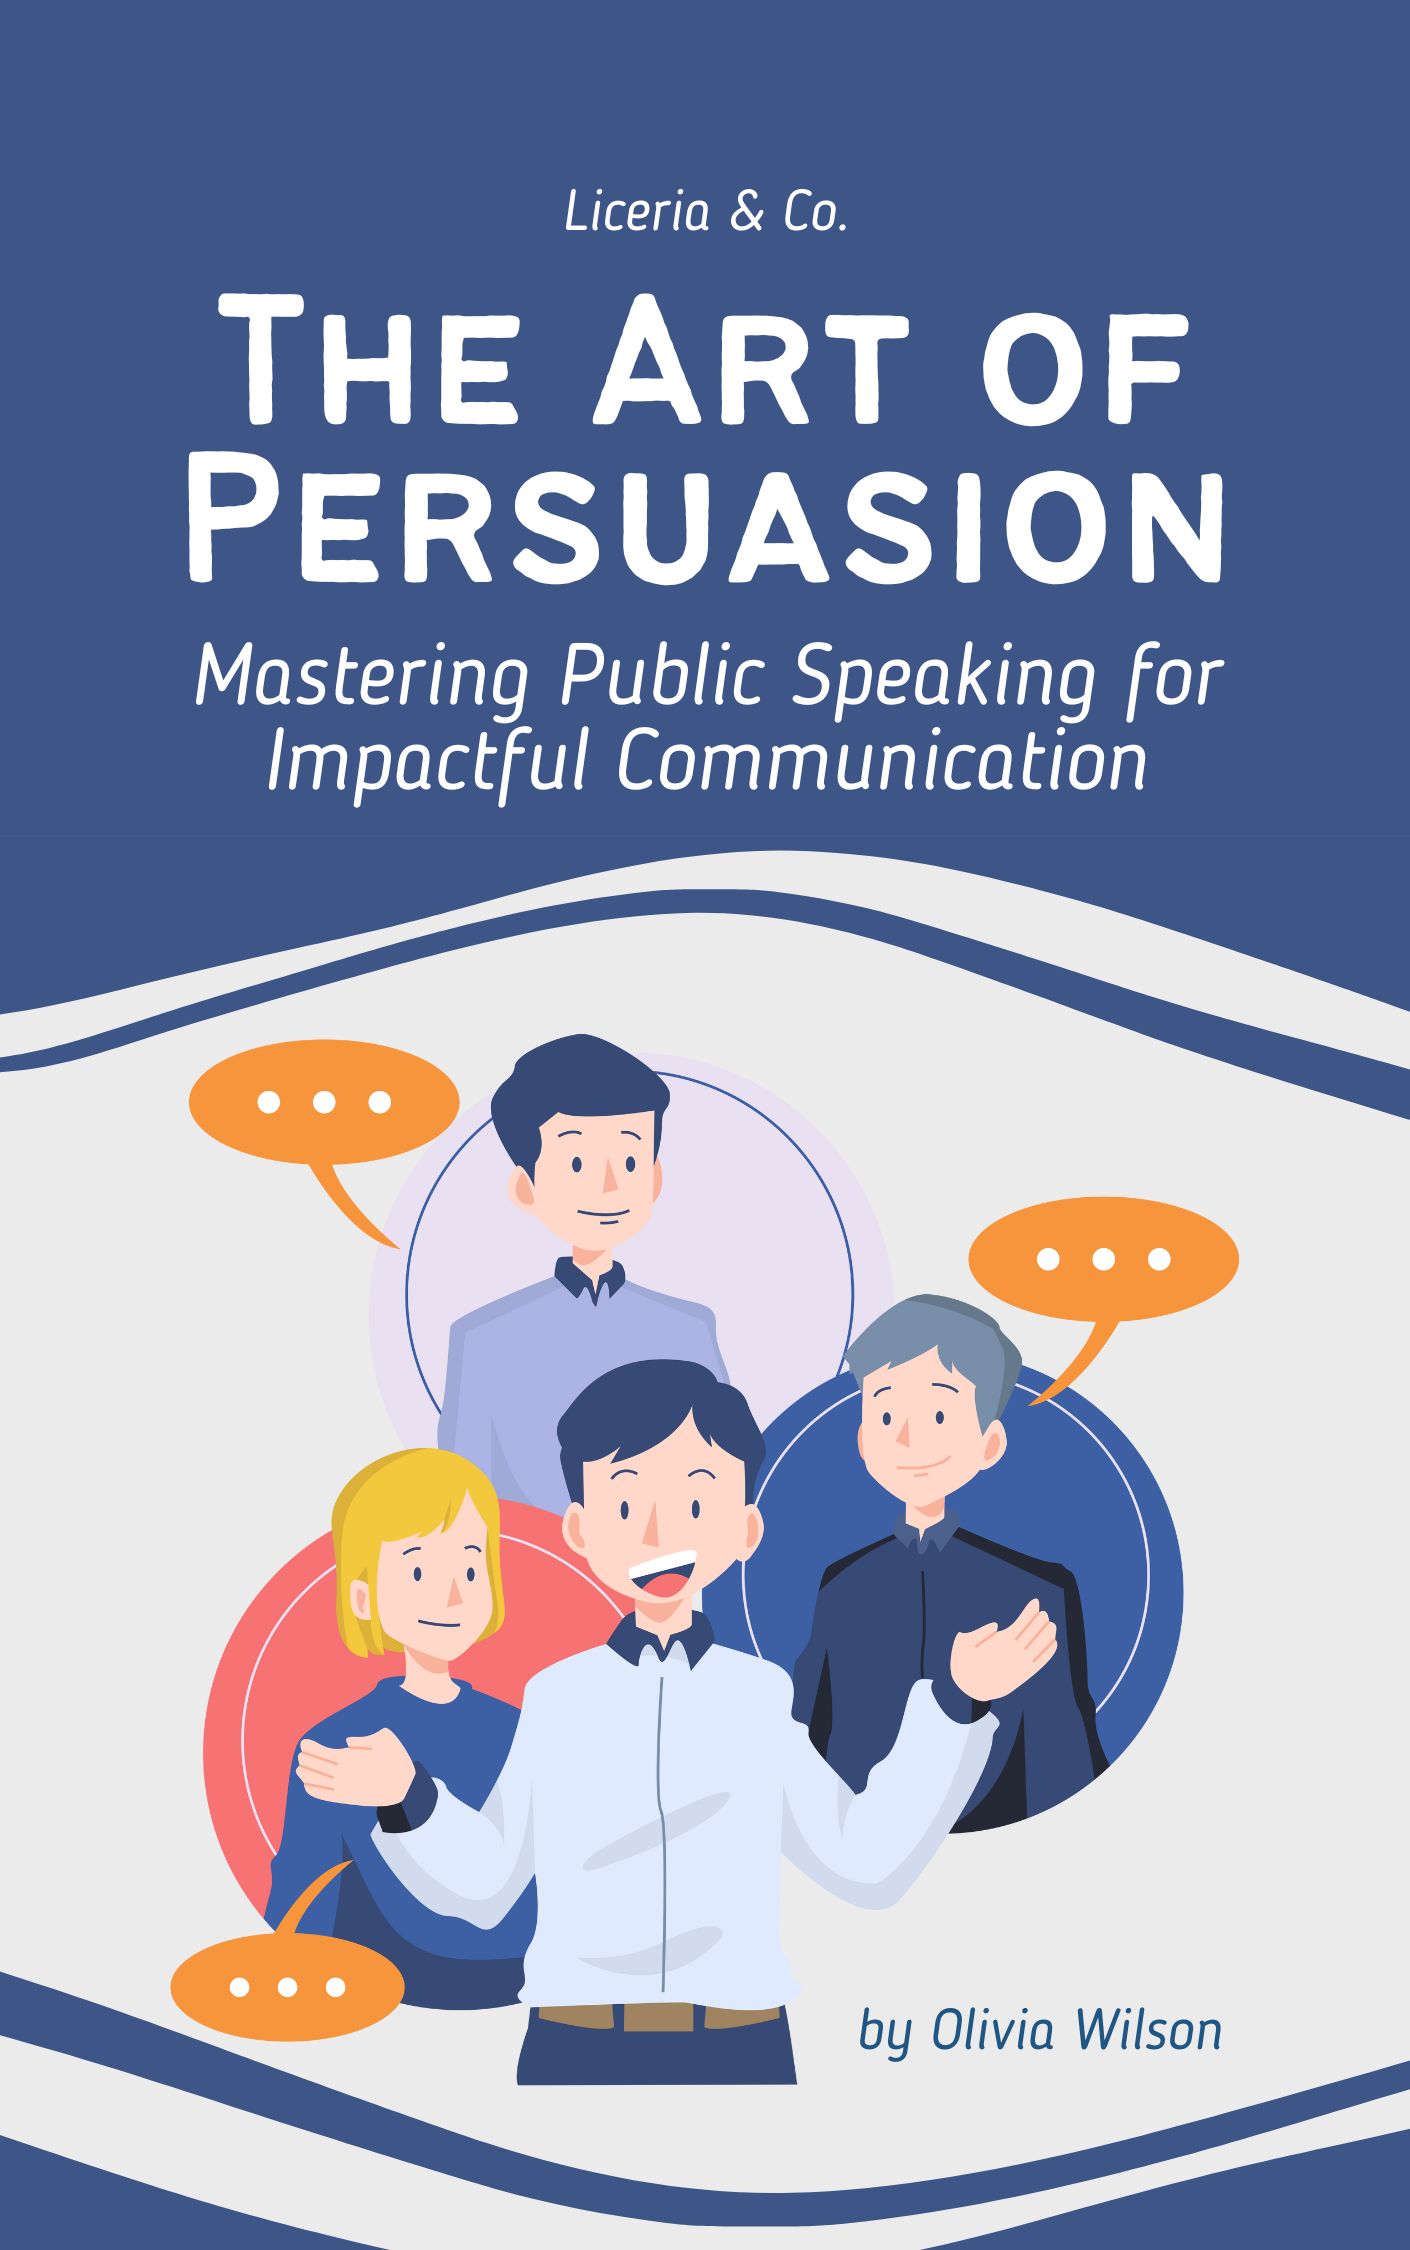 Liceria & Co.
The Art of
Persuasion
Mastering Public Speaking for
Impactful Communication
by Olivia Wilson